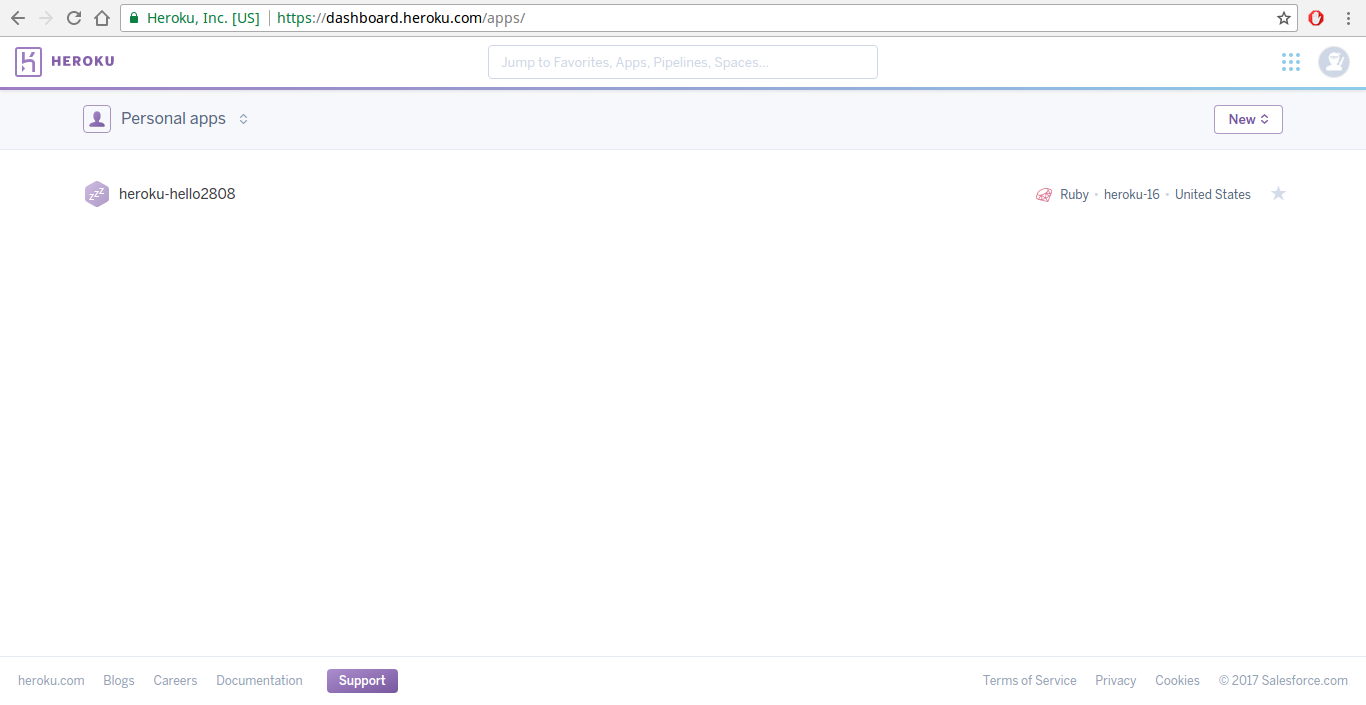 Heroku, Inc. [US] https://dashboard.heroku.com/apps/
HEROKU
Jump to Favorites, Apps, Pipelines, Spaces...
Personal apps
New
zzz
heroku-hello2808
Ruby • heroku-16 • United States
heroku.com Blogs Careers Documentation Support Terms of Service Privacy Cookies © 2017 Salesforce.com